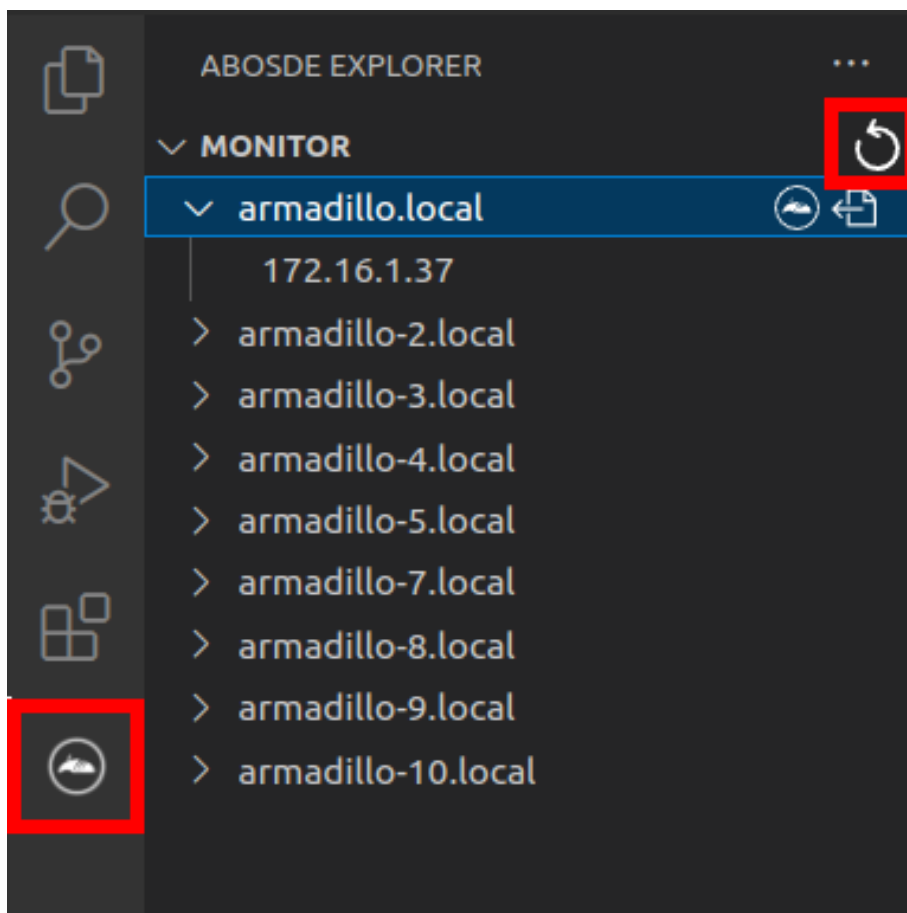 ABOSDE EXPLORER
MONITOR
armadillo.local
172.16.1.37
armadillo-2.local
armadillo-3.local
armadillo-4.local
armadillo-5.local
armadillo-7.local
armadillo-8.local
armadillo-9.local
armadillo-10.local